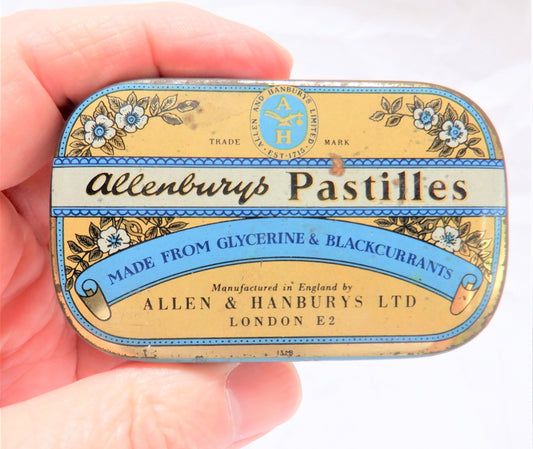 ALLEN AND HANBURYS LIMITED
A
H
EST·1715
TRADE MARK
Allenburys Pastilles
MADE FROM GLYCERINE & BLACKCURRANTS
Manufactured in England by
ALLEN & HANBURYS LTD
LONDON E2